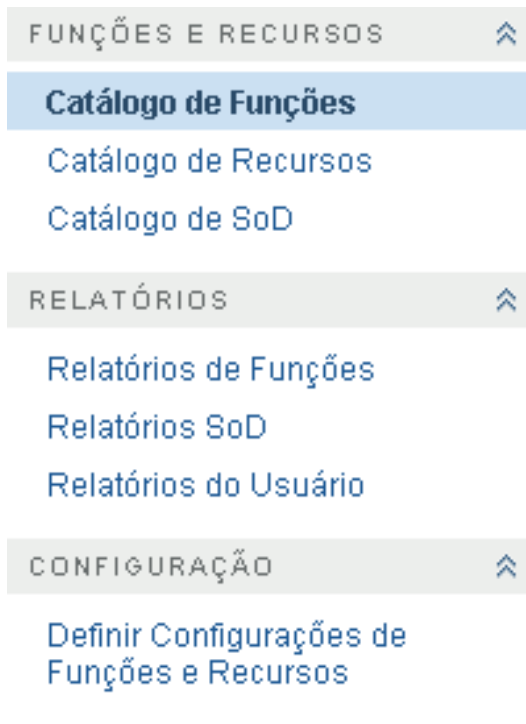 FUNÇÕES E RECURSOS
Catálogo de Funções
Catálogo de Recursos
Catálogo de SoD
RELATÓRIOS
Relatórios de Funções
Relatórios SoD
Relatórios do Usuário
CONFIGURAÇÃO
Definir Configurações de
Funções e Recursos